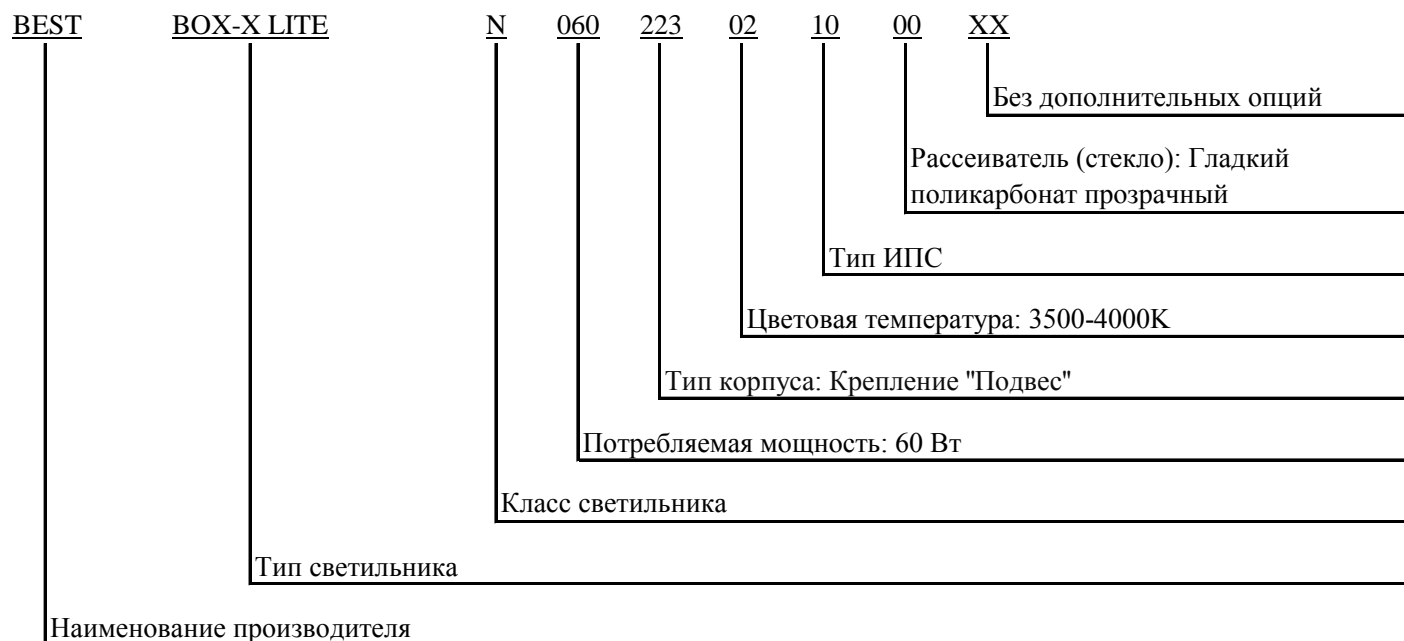 BEST BOX-X LITE N 060 223 02 10 00 XX
Без дополнительных опций
Рассеиватель (стекло): Гладкий
поликарбонат прозрачный
Тип ИПС
Цветовая температура: 3500-4000К
Тип корпуса: Крепление "Подвес"
Потребляемая мощность: 60 Вт
Класс светильника
Тип светильника
Наименование производителя